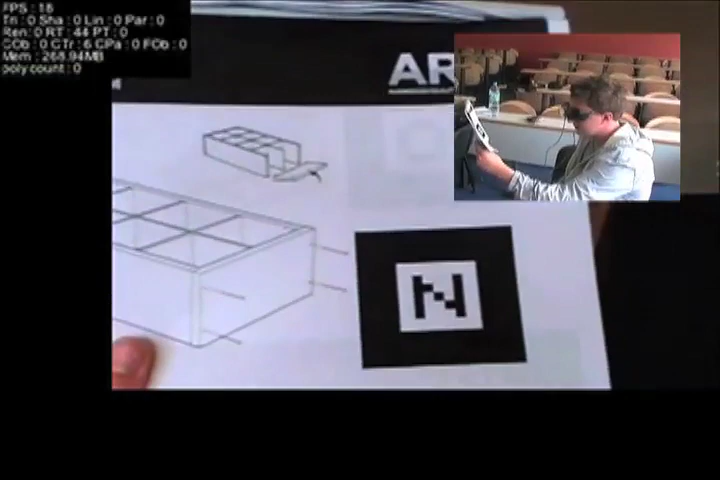 FPS : 16
Tri : 0 Sha : 0 Lin : 0 Par : 0
Ren: 0 RT : 44 PT : 0
COb : 0 CTr : 6 CPa : 0 FOb : 0
Mem : 268.94MB
poly count : 0
AR
N